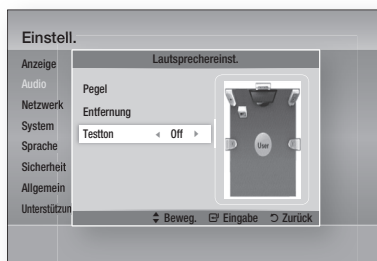 Einstell.
Anzeige
Audio
Netzwerk
System
Sprache
Sicherheit
Allgemein
Unterstützun
Lautsprechereinst.
Pegel
Entfernung
Testton Off
User
Beweg. Eingabe Zurück